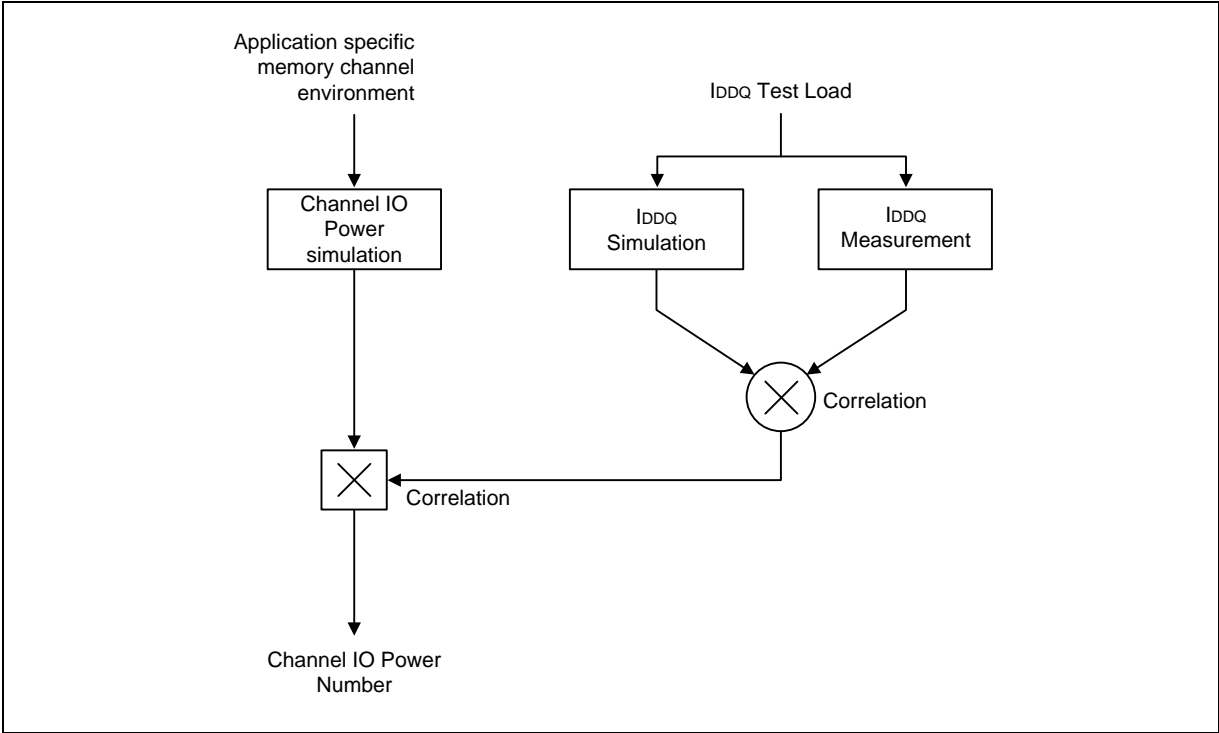 Application specific
memory channel
environment
IDDQ Test Load
Channel IO
Power
simulation
IDDQ
Simulation
IDDQ
Measurement
Correlation
Correlation
Channel IO Power
Number